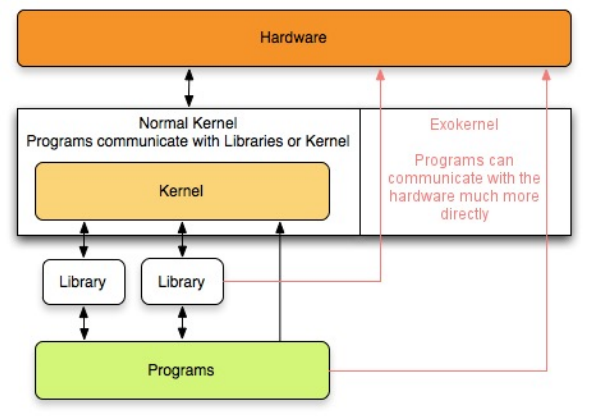 Hardware
Normal Kernel
Programs communicate with Libraries or Kernel
Kernel
Exokernel
Programs can
communicate with the
hardware much more
directly
Library
Library
Programs